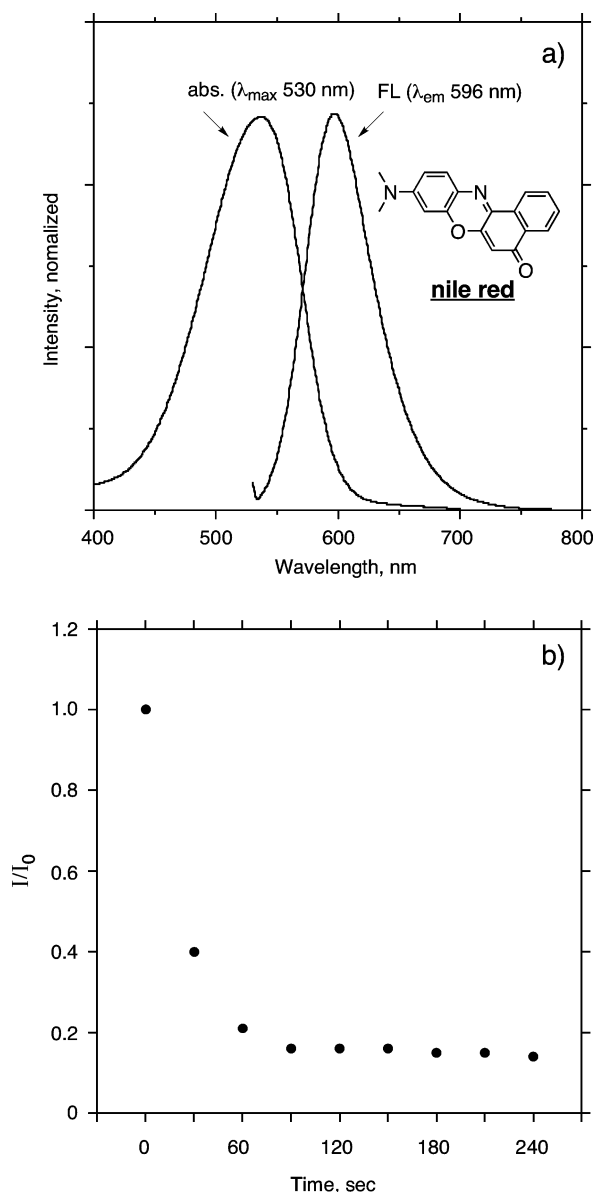 a)
abs. (λmax 530 nm)
FL (λem 596 nm)
N
N
O
O
nile red
Intensity, nomalized
400 500 600 700 800
Wavelength, nm
b)
1.2
1.0
0.8
0.6
0.4
0.2
0
I/I0
0 60 120 180 240
Time, sec